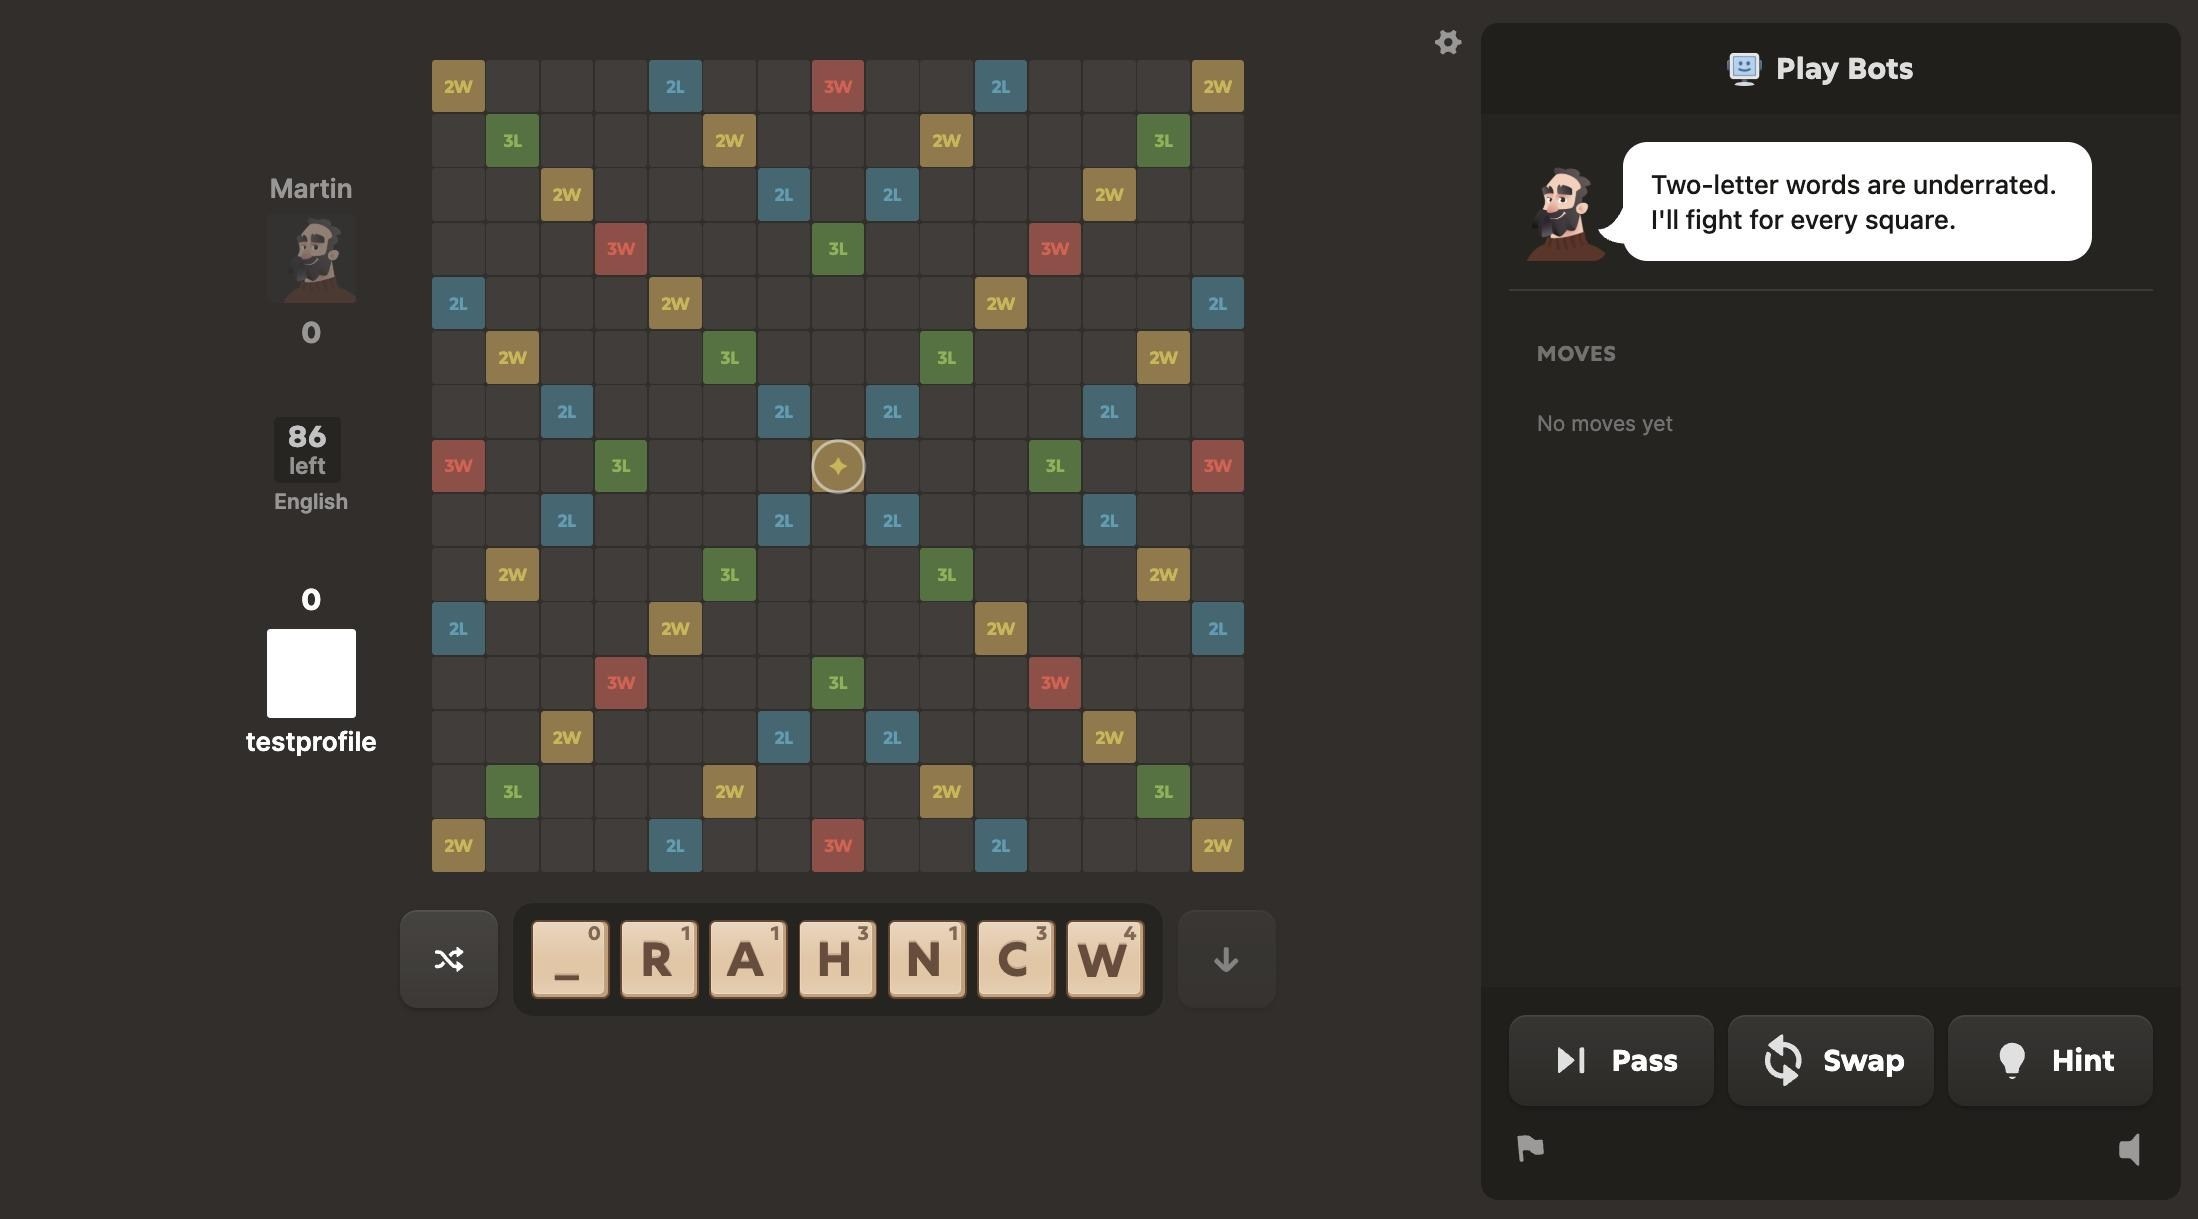 Play Bots
Two-letter words are underrated.
I'll fight for every square.
MOVES
No moves yet
Martin
0
86
left
English
0
testprofile
2W 2L 3W 2L 2W
3L 2W 2W 3L
2W 2L 2L 2W
3W 3L 3W
2L 2W 2W 2L
2W 3L 3L 2W
2L 2L 2L 2L
3W 3L 3L 3W
2L 2L 2L 2L
2W 3L 3L 2W
2L 2W 2W 2L
3W 3L 3W
2W 2L 2L 2W
3L 2W 2W 3L
2W 2L 3W 2L 2W
_ 0 R 1 A 1 H 3 N 1 C 3 W 4
Pass Swap Hint